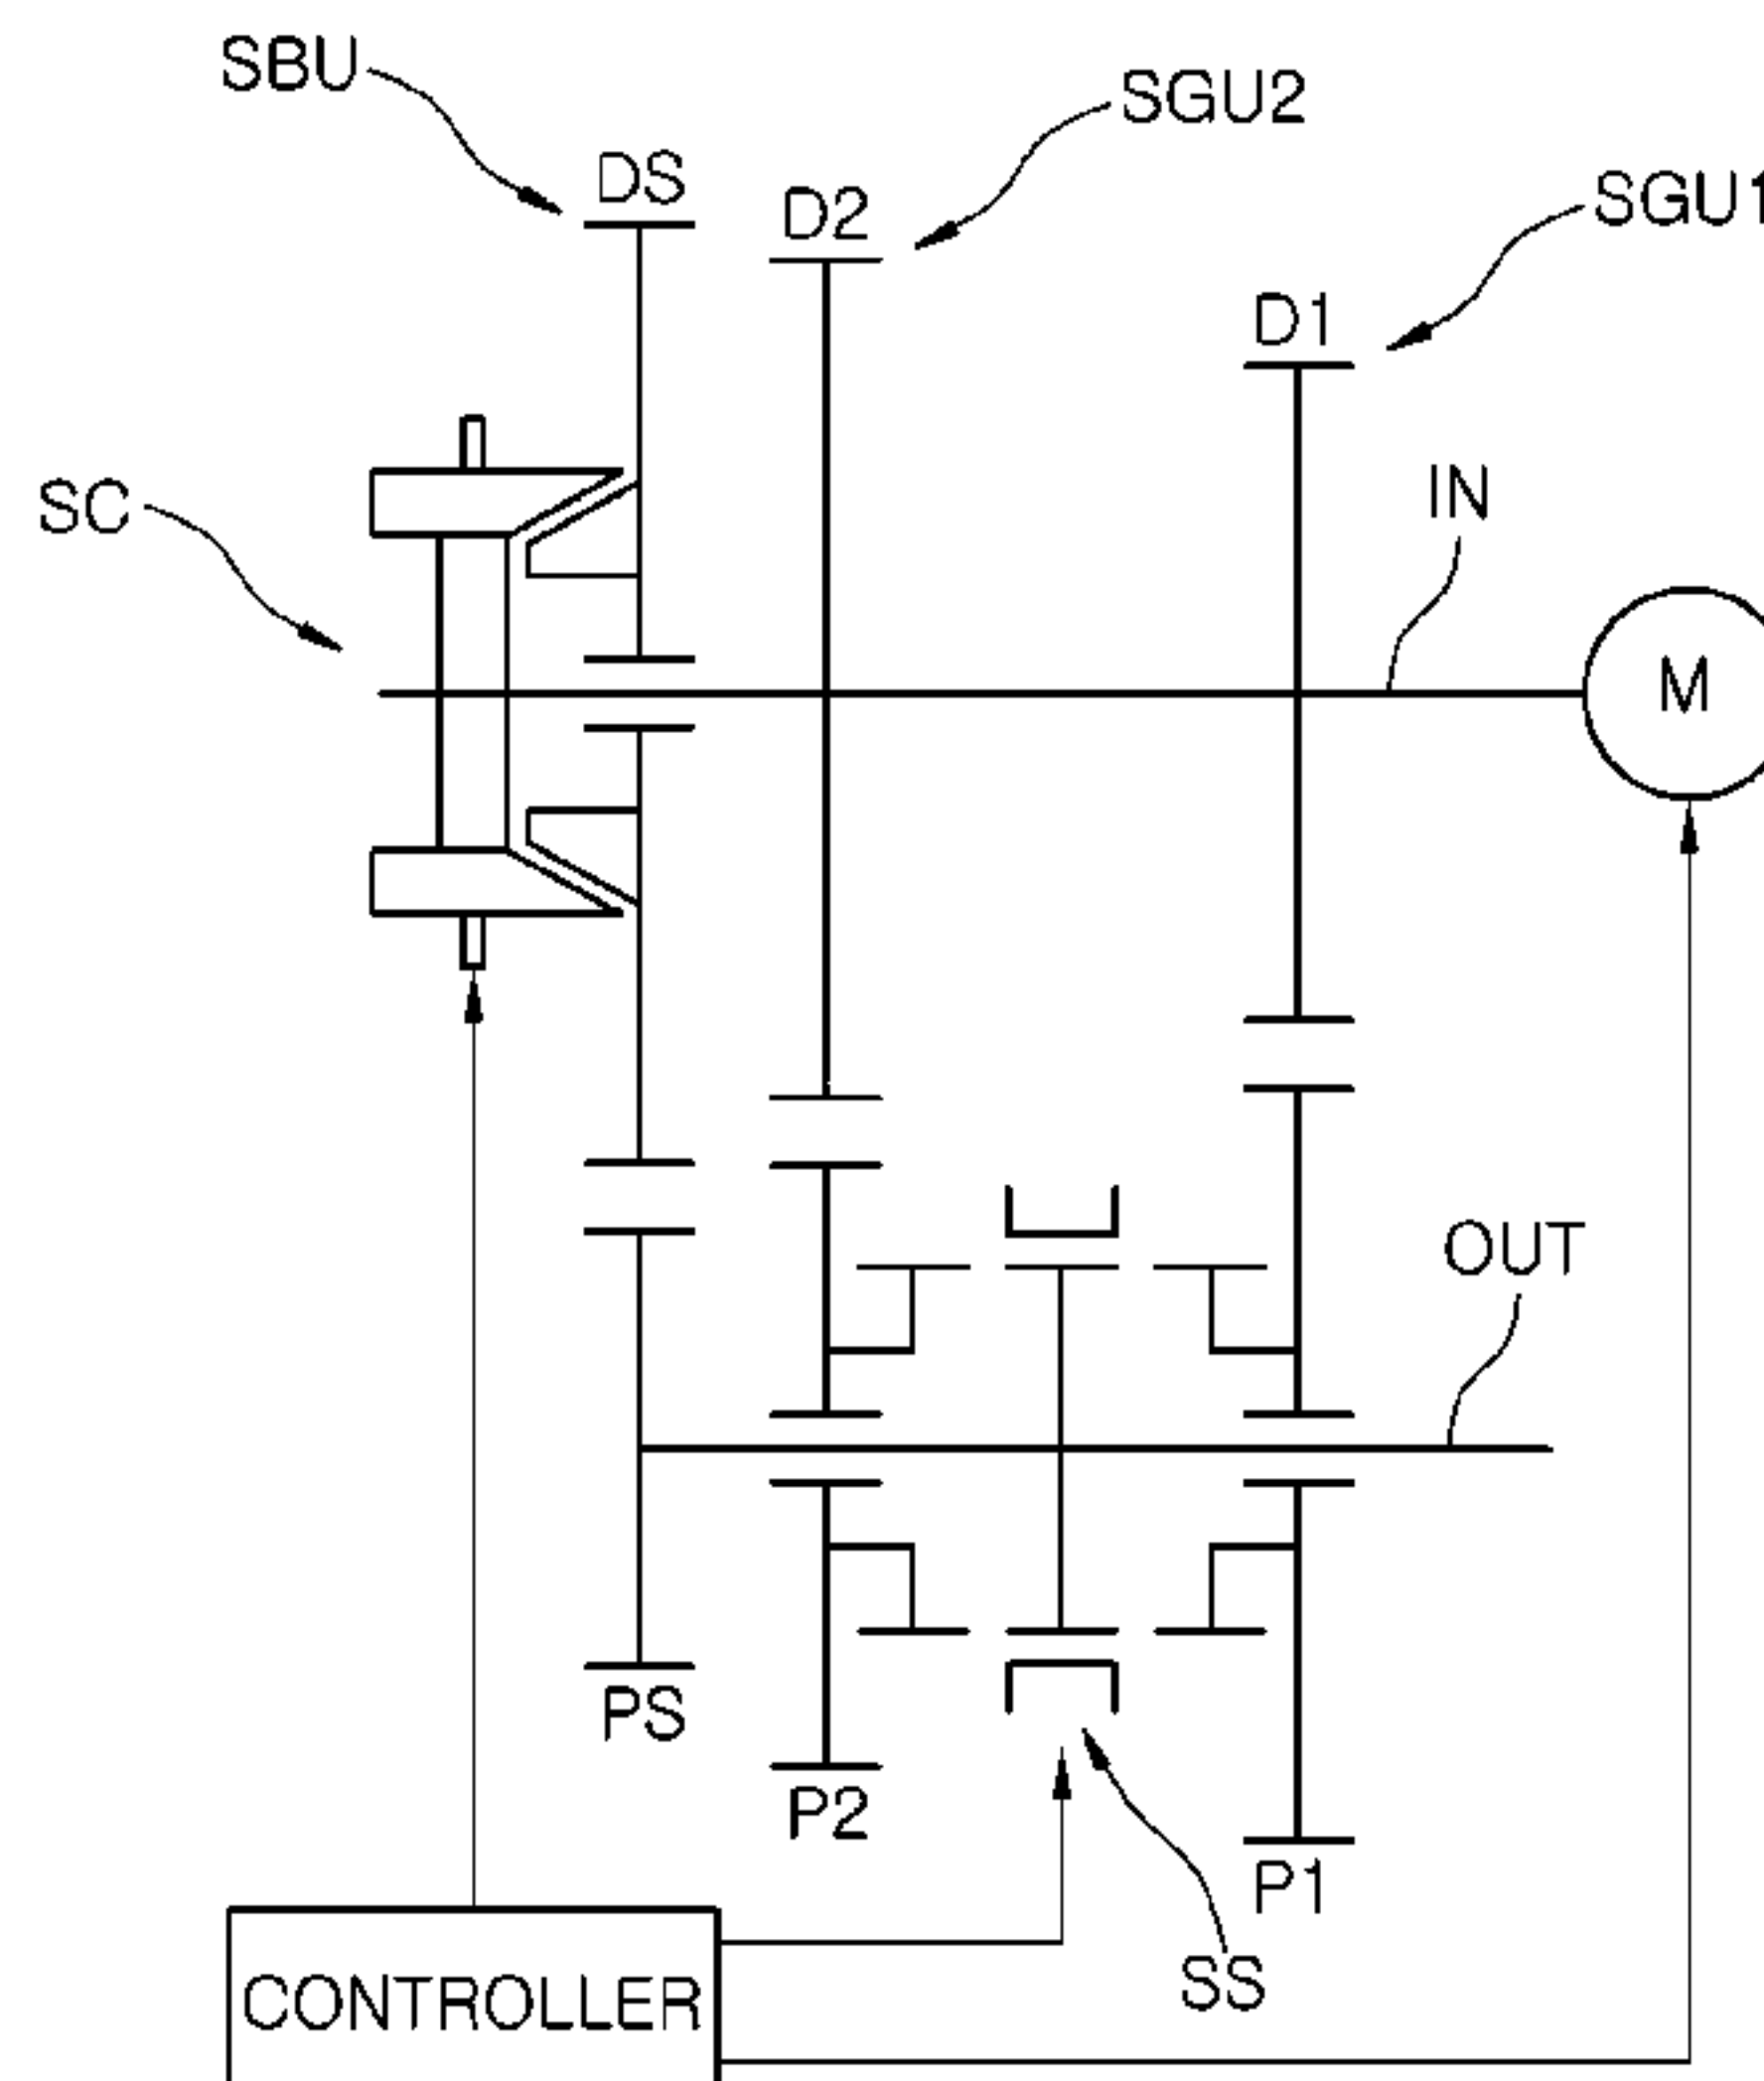 SBU
SGU2
DS
D2
SGU1
D1
SC
IN
M
OUT
PS
P2
P1
SS
CONTROLLER